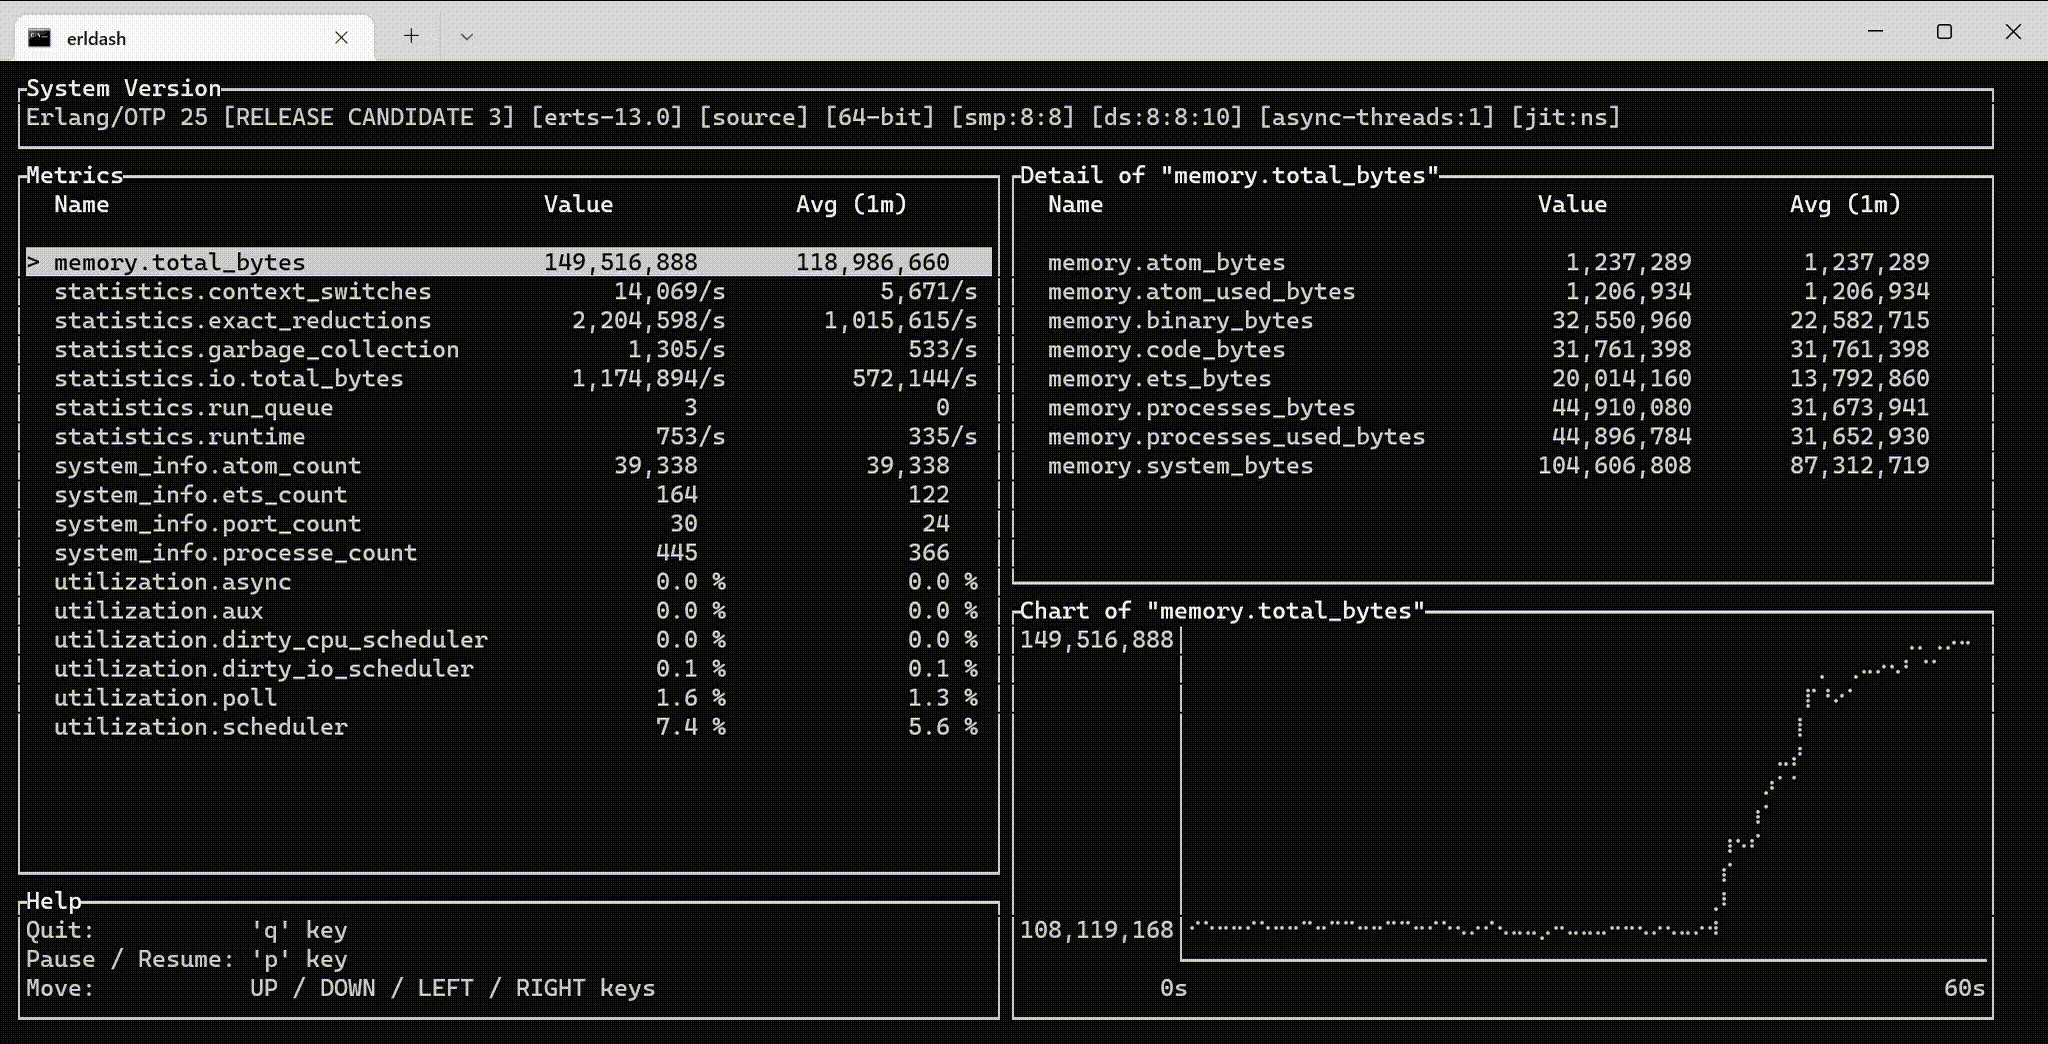 erldash
System Version
Erlang/OTP 25 [RELEASE CANDIDATE 3] [erts-13.0] [source] [64-bit] [smp:8:8] [ds:8:8:10] [async-threads:1] [jit:ns]
Metrics
Name Value Avg (1m)
> memory.total_bytes 149,516,888 118,986,660
statistics.context_switches 14,069/s 5,671/s
statistics.exact_reductions 2,204,598/s 1,015,615/s
statistics.garbage_collection 1,305/s 533/s
statistics.io.total_bytes 1,174,894/s 572,144/s
statistics.run_queue 3 0
statistics.runtime 753/s 335/s
system_info.atom_count 39,338 39,338
system_info.ets_count 164 122
system_info.port_count 30 24
system_info.processe_count 445 366
utilization.async 0.0 % 0.0 %
utilization.aux 0.0 % 0.0 %
utilization.dirty_cpu_scheduler 0.0 % 0.0 %
utilization.dirty_io_scheduler 0.1 % 0.1 %
utilization.poll 1.6 % 1.3 %
utilization.scheduler 7.4 % 5.6 %
Help
Quit: 'q' key
Pause / Resume: 'p' key
Move: UP / DOWN / LEFT / RIGHT keys
Detail of "memory.total_bytes"
Name Value Avg (1m)
memory.atom_bytes 1,237,289 1,237,289
memory.atom_used_bytes 1,206,934 1,206,934
memory.binary_bytes 32,550,960 22,582,715
memory.code_bytes 31,761,398 31,761,398
memory.ets_bytes 20,014,160 13,792,860
memory.processes_bytes 44,910,080 31,673,941
memory.processes_used_bytes 44,896,784 31,652,930
memory.system_bytes 104,606,808 87,312,719
Chart of "memory.total_bytes"
149,516,888
108,119,168
0s 60s